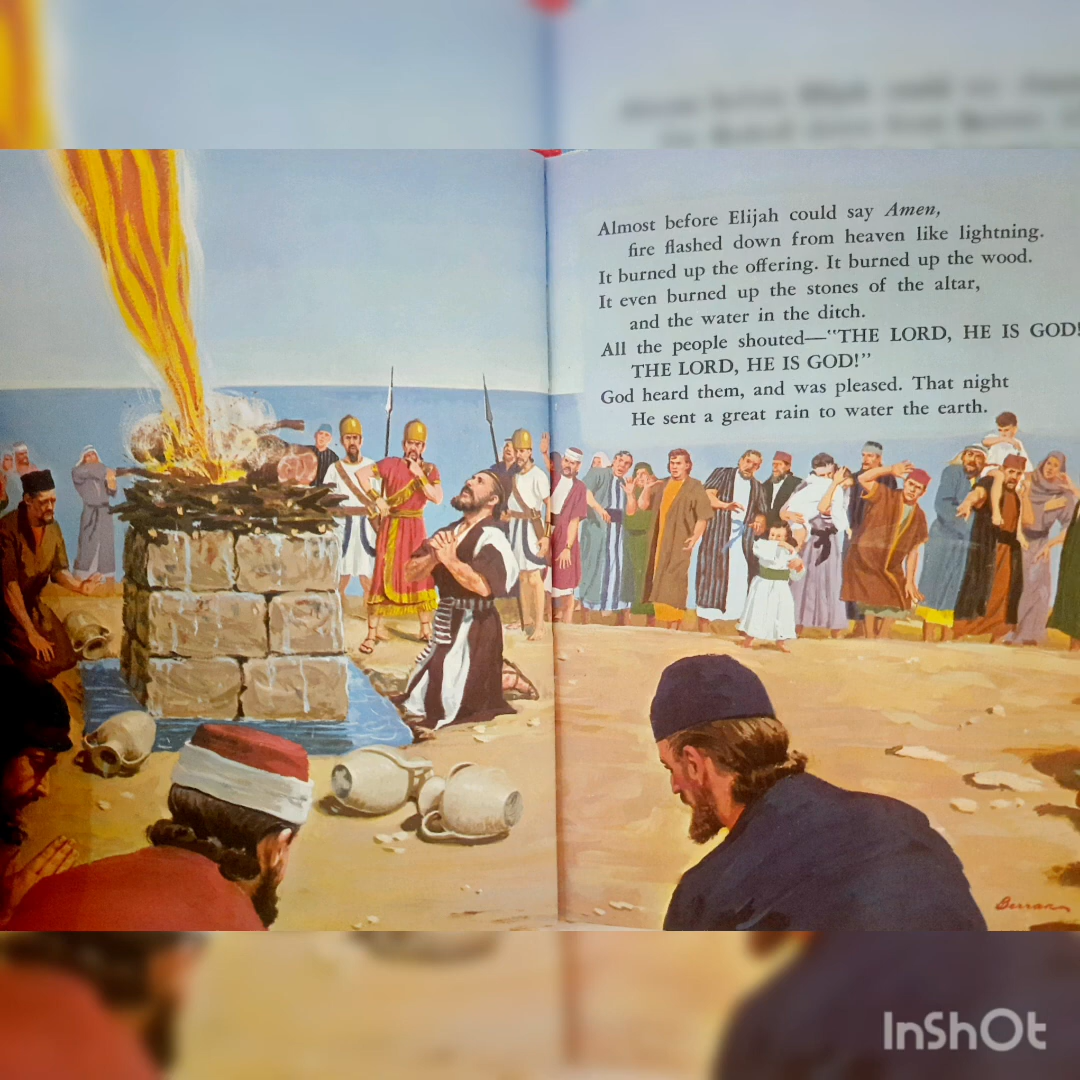 Almost before Elijah could say Amen,
fire flashed down from heaven like lightning.
It burned up the offering. It burned up the wood.
It even burned up the stones of the altar,
and the water in the ditch.
All the people shouted—"THE LORD, HE IS GOD!
THE LORD, HE IS GOD!"
God heard them, and was pleased. That night
He sent a great rain to water the earth.
InShOt